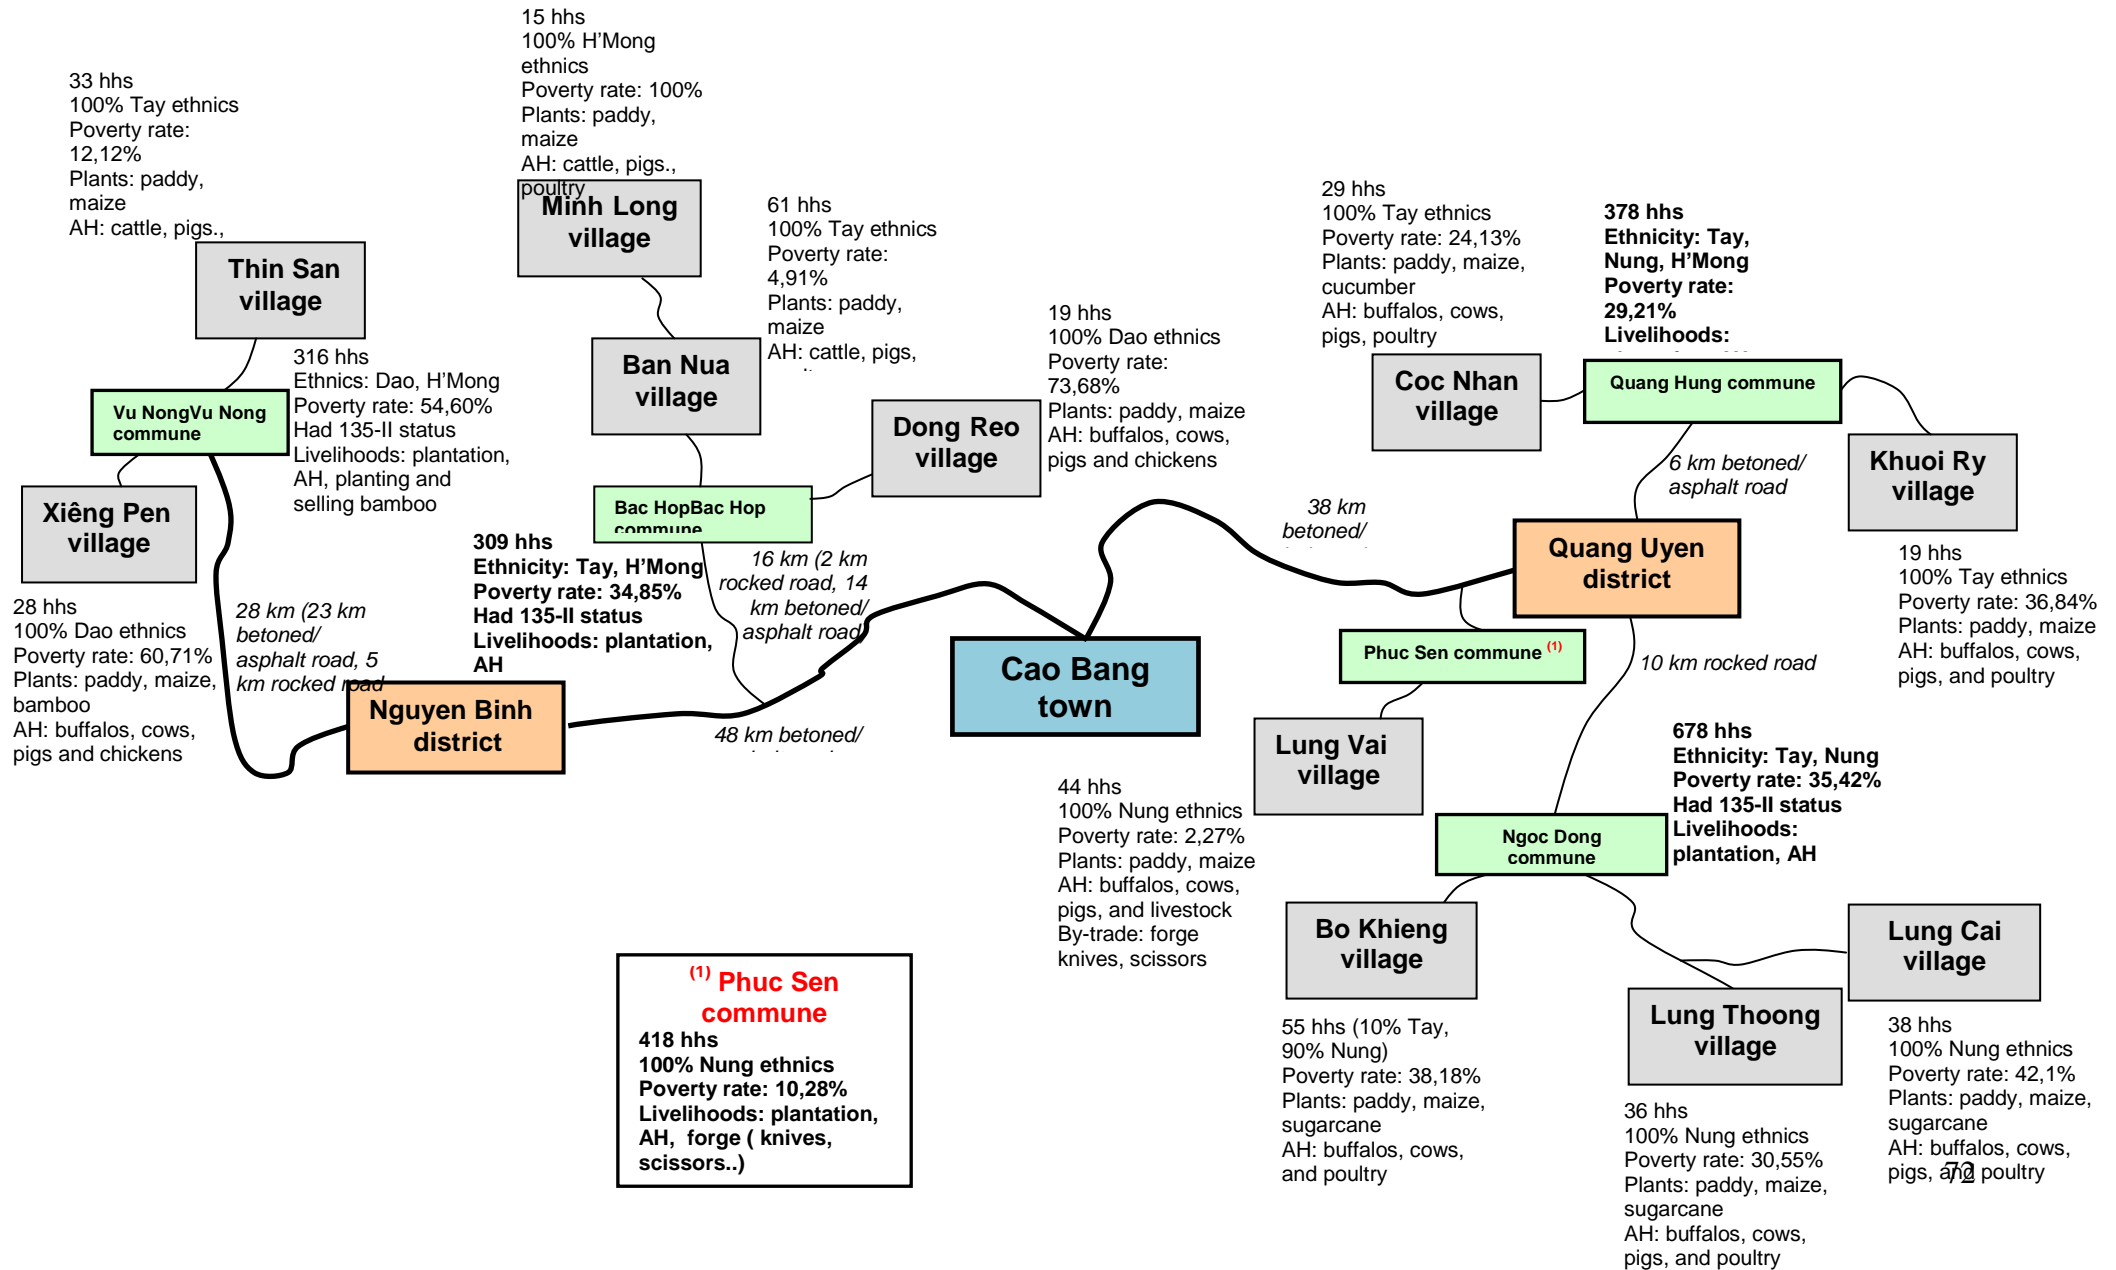 15 hhs
100% H'Mong
ethnics
Poverty rate: 100%
Plants: paddy,
maize
AH: cattle, pigs.,
poultry
Minh Long
village
33 hhs
100% Tay ethnics
Poverty rate:
12,12%
Plants: paddy,
maize
AH: cattle, pigs.,
Thin San
village
61 hhs
100% Tay ethnics
Poverty rate:
4,91%
Plants: paddy,
maize
AH: cattle, pigs,
Ban Nua
village
316 hhs
Ethnics: Dao, H'Mong
Poverty rate: 54,60%
Had 135-II status
Livelihoods: plantation,
AH, planting and
selling bamboo
Vu NongVu Nong
commune
Xiêng Pen
village
28 hhs
100% Dao ethnics
Poverty rate: 60,71%
Plants: paddy, maize,
bamboo
AH: buffalos, cows,
pigs and chickens
28 km (23 km
betoned/
asphalt road, 5
km rocked road
Nguyen Binh
district
Bac HopBac Hop
commune
309 hhs
Ethnicity: Tay, H'Mong
Poverty rate: 34,85%
Had 135-II status
Livelihoods: plantation,
AH
16 km (2 km
rocked road, 14
km betoned/
asphalt road
48 km betoned/
Dong Reo
village
19 hhs
100% Dao ethnics
Poverty rate:
73,68%
Plants: paddy, maize
AH: buffalos, cows,
pigs and chickens
Cao Bang
town
38 km
betoned/
29 hhs
100% Tay ethnics
Poverty rate: 24,13%
Plants: paddy, maize,
cucumber
AH: buffalos, cows,
pigs, poultry
Coc Nhan
village
378 hhs
Ethnicity: Tay,
Nung, H'Mong
Poverty rate:
29,21%
Livelihoods:
Quang Hung commune
6 km betoned/
asphalt road
Khuoi Ry
village
19 hhs
100% Tay ethnics
Poverty rate: 36,84%
Plants: paddy, maize
AH: buffalos, cows,
pigs, and poultry
Quang Uyen
district
Phuc Sen commune (1)
10 km rocked road
Lung Vai
village
44 hhs
100% Nung ethnics
Poverty rate: 2,27%
Plants: paddy, maize
AH: buffalos, cows,
pigs, and livestock
By-trade: forge
knives, scissors
678 hhs
Ethnicity: Tay, Nung
Poverty rate: 35,42%
Had 135-II status
Livelihoods:
plantation, AH
Ngoc Dong
commune
Bo Khieng
village
55 hhs (10% Tay,
90% Nung)
Poverty rate: 38,18%
Plants: paddy, maize,
sugarcane
AH: buffalos, cows,
and poultry
Lung Thoong
village
36 hhs
100% Nung ethnics
Poverty rate: 30,55%
Plants: paddy, maize,
sugarcane
AH: buffalos, cows,
pigs, and poultry
Lung Cai
village
38 hhs
100% Nung ethnics
Poverty rate: 42,1%
Plants: paddy, maize,
sugarcane
AH: buffalos, cows,
pigs, and poultry
(1) Phuc Sen
commune
418 hhs
100% Nung ethnics
Poverty rate: 10,28%
Livelihoods: plantation,
AH, forge ( knives,
scissors..)
72